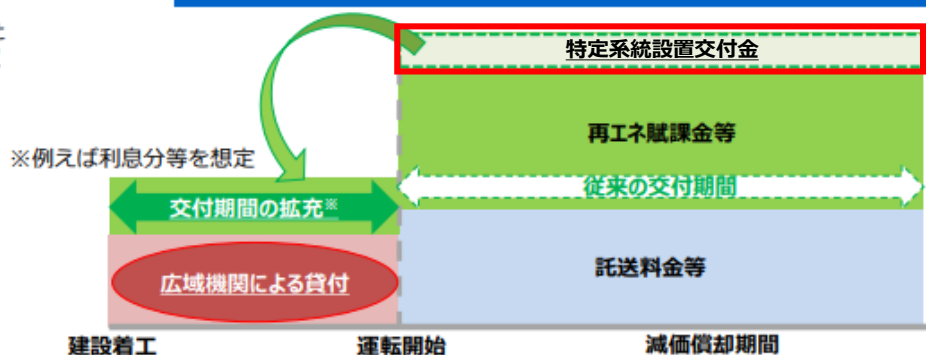 特定系統設置交付金
再エネ賦課金等
※例えば利息分等を想定
従来の交付期間
交付期間の拡充※
託送料金等
広域機関による貸付
建設着工
運転開始
減価償却期間